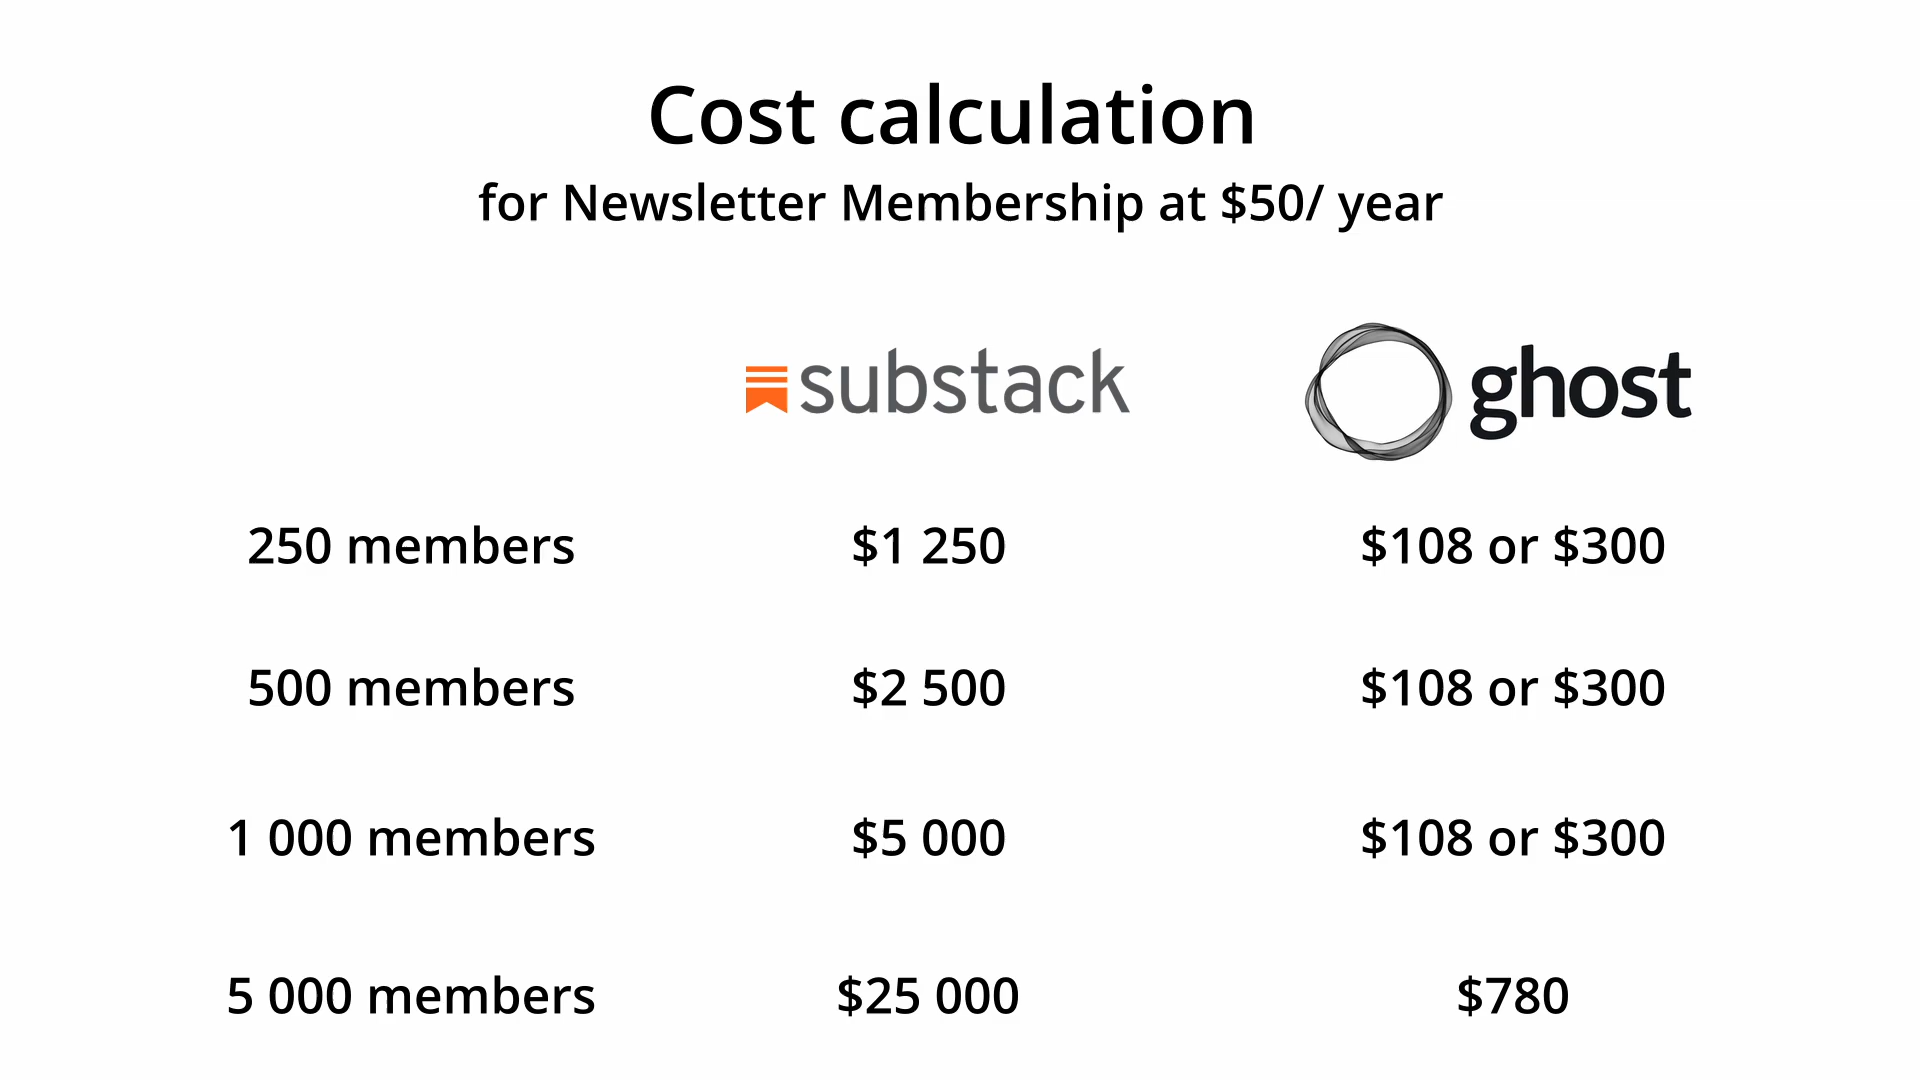 Cost calculation
for Newsletter Membership at $50/ year
substack ghost
250 members $1 250 $108 or $300
500 members $2 500 $108 or $300
1 000 members $5 000 $108 or $300
5 000 members $25 000 $780